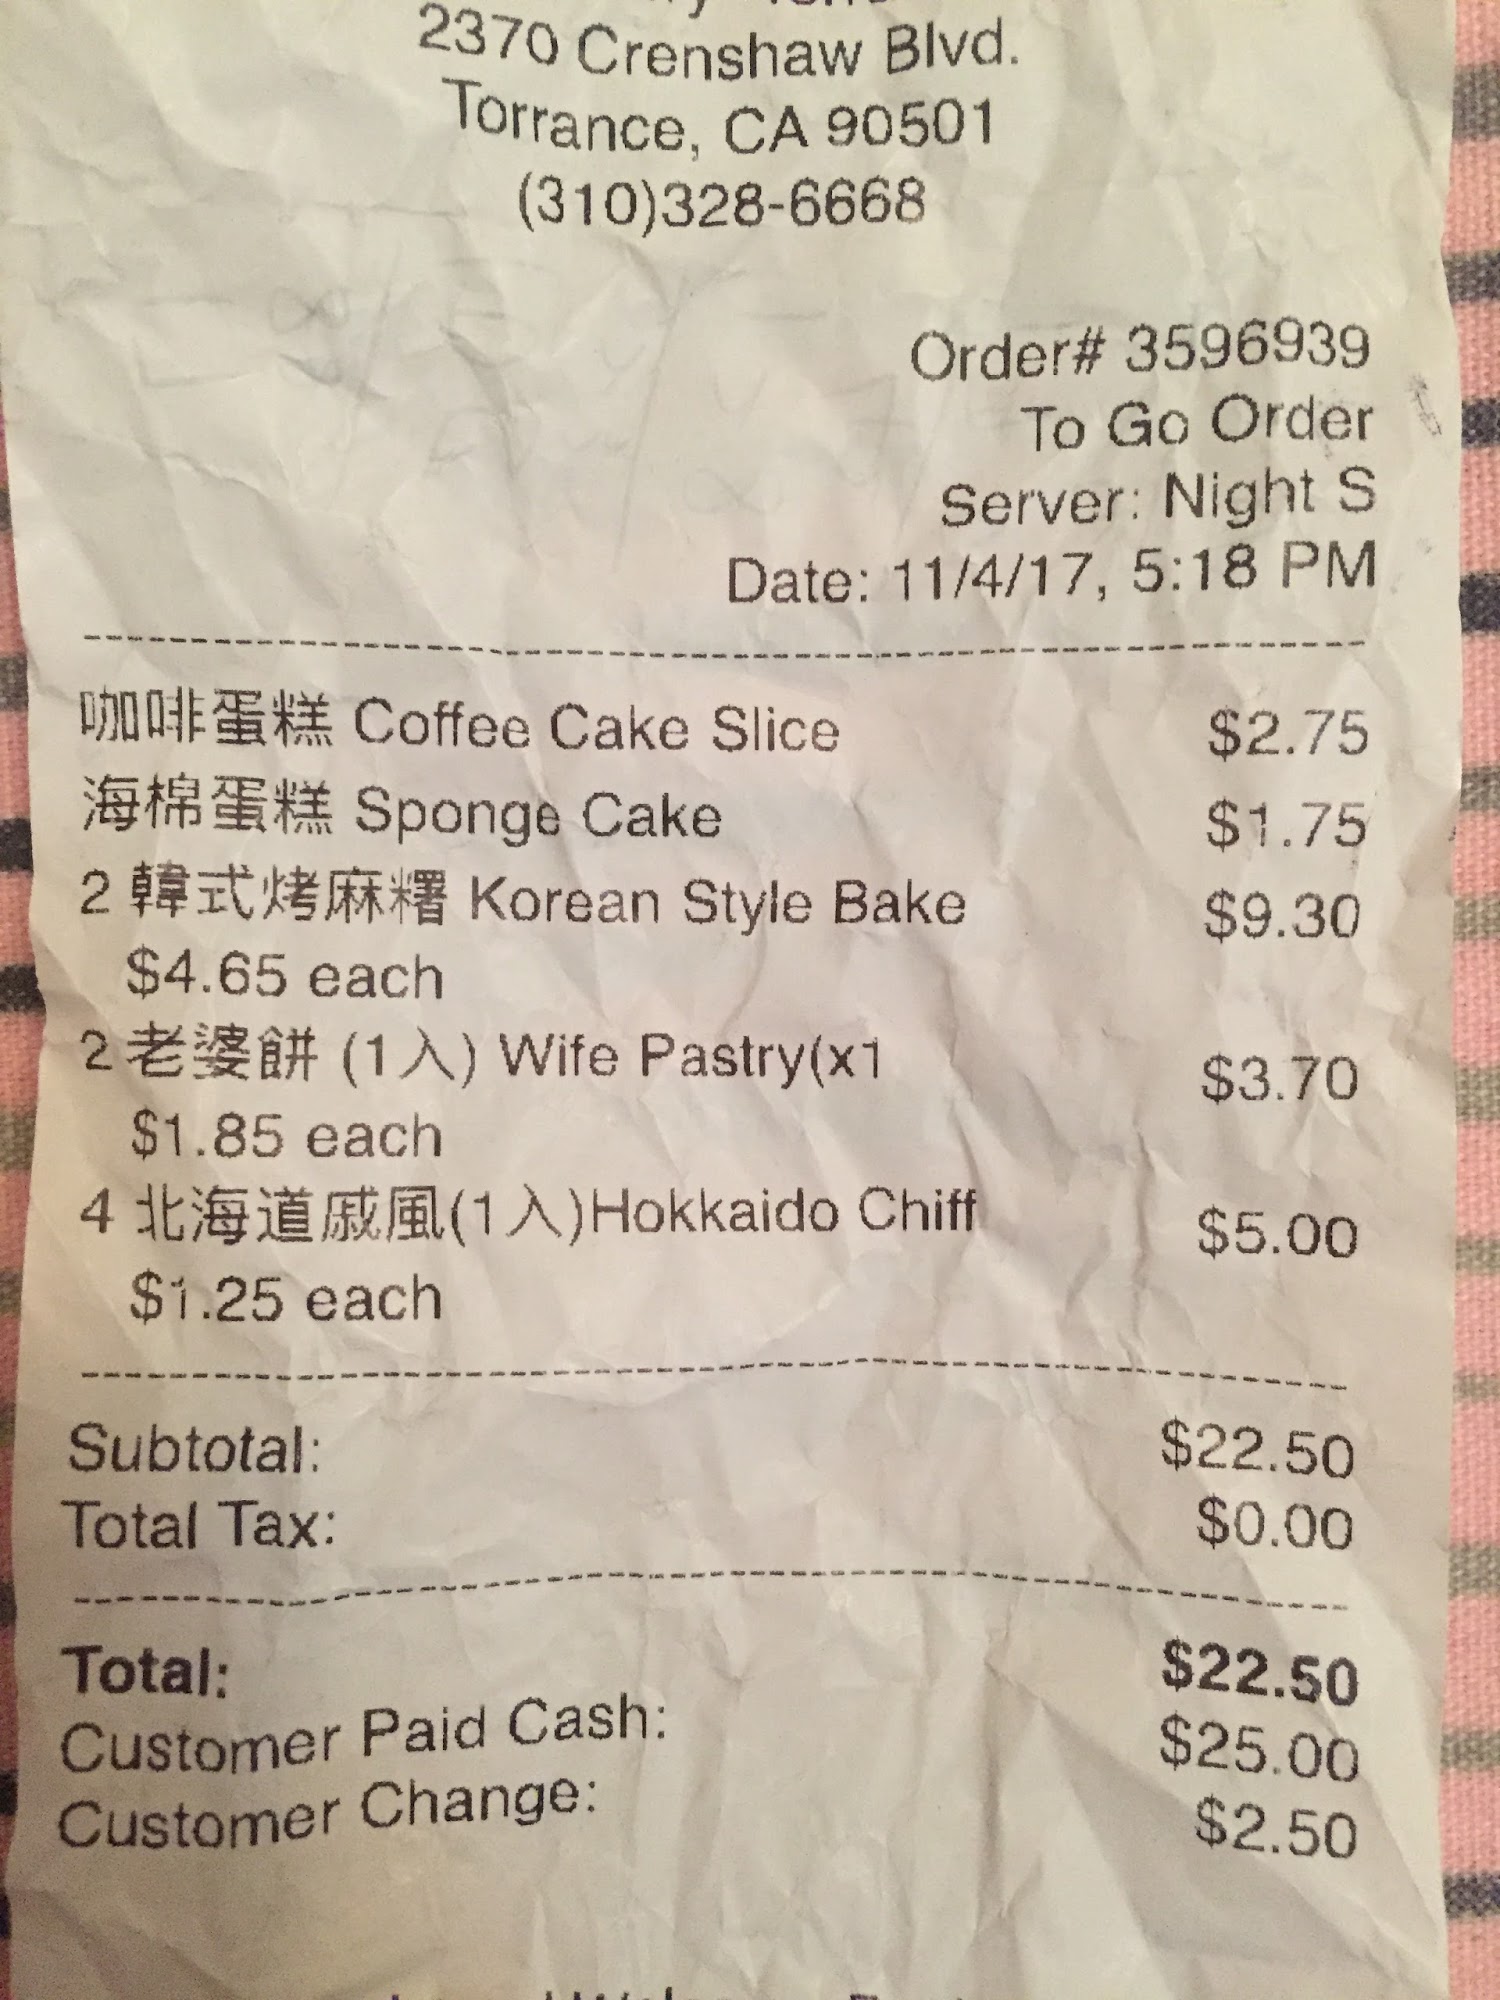 2370 Crenshaw Blvd.
Torrance, CA 90501
(310)328-6668
Order# 3596939
To Go Order
Server: Night S
Date: 11/4/17, 5:18 PM
咖啡蛋糕 Coffee Cake Slice $2.75
海棉蛋糕 Sponge Cake $1.75
2 韓式烤麻糬 Korean Style Bake $9.30
$4.65 each
2 老婆餅 (1入) Wife Pastry(x1 $3.70
$1.85 each
4 北海道戚風(1入)Hokkaido Chiff $5.00
$1.25 each
Subtotal: $22.50
Total Tax: $0.00
Total: $22.50
Customer Paid Cash: $25.00
Customer Change: $2.50